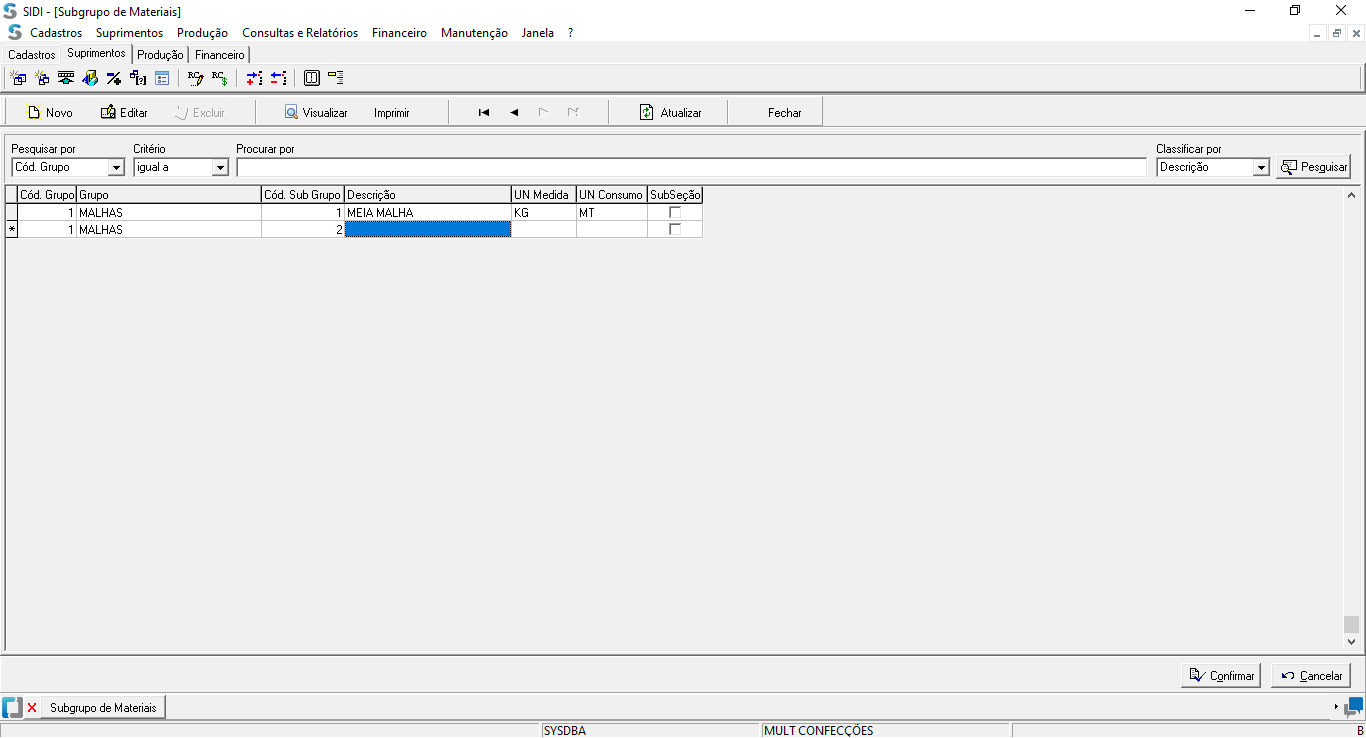 SIDI - [Subgrupo de Materiais]
Cadastros Suprimentos Produção Consultas e Relatórios Financeiro Manutenção Janela ?
Cadastros Suprimentos Produção Financeiro
Novo Editar Excluir Visualizar Imprimir Atualizar Fechar
Pesquisar por Critério Procurar por Classificar por
Cód. Grupo igual a Descrição Pesquisar
Cód. Grupo Grupo Cód. Sub Grupo Descrição UN Medida UN Consumo SubSeção
1 MALHAS 1 MEIA MALHA KG MT
* 1 MALHAS 2
Confirmar Cancelar
Subgrupo de Materiais
SYSDBA MULT CONFECÇÕES B